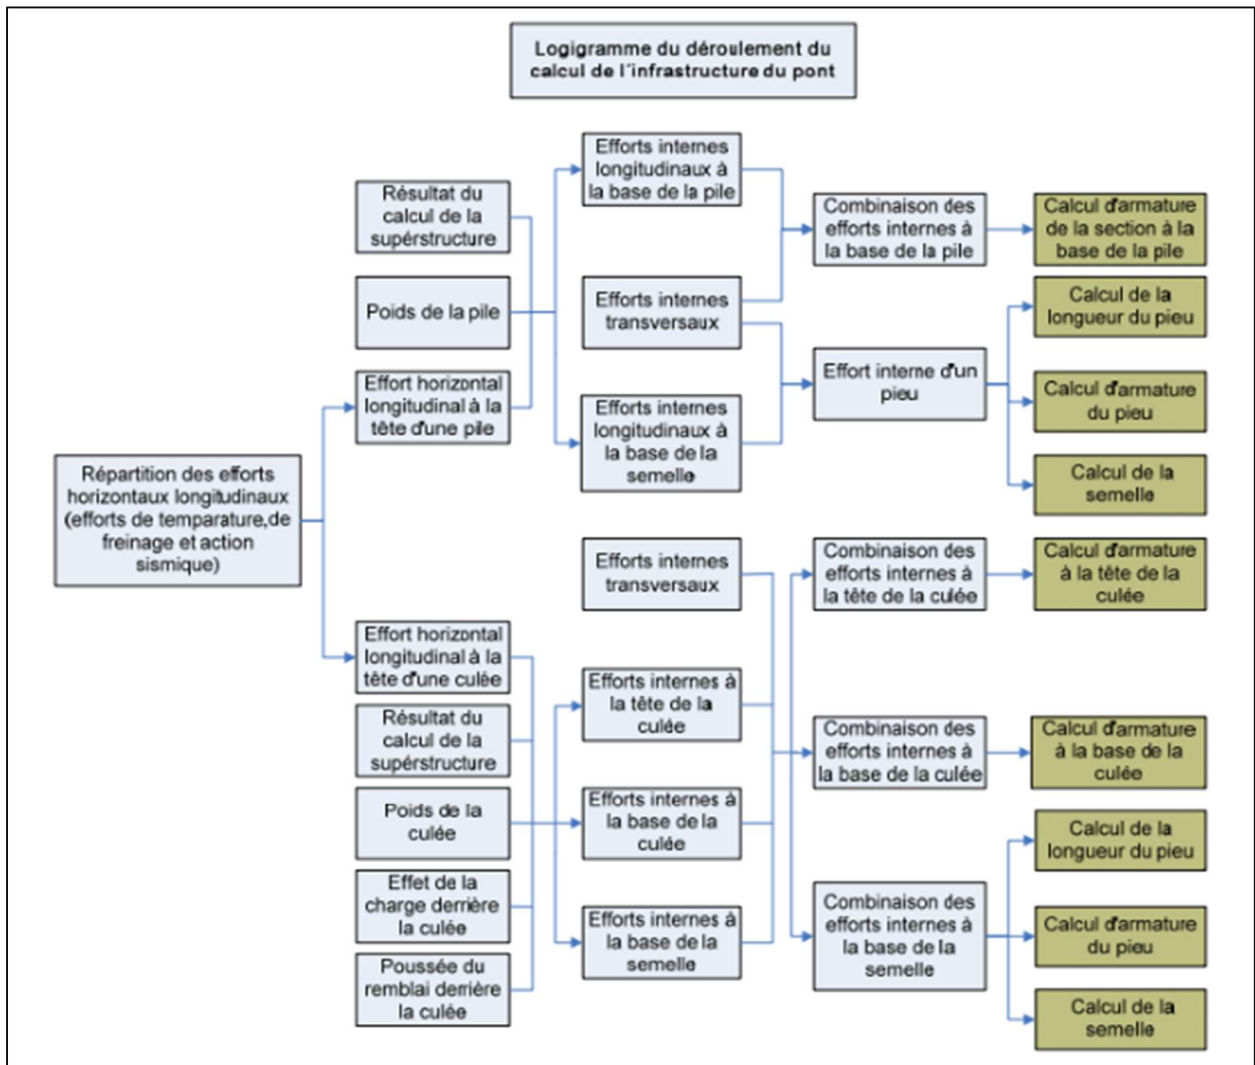 Logigramme du déroulement du
calcul de l´infrastructure du pont
Répartition des efforts
horizontaux longitudinaux
(efforts de temparature,de
freinage et action
sismique)
Résultat du
calcul de la
supérstructure
Poids de la pile
Effort horizontal
longitudinal à la
tête d'une pile
Efforts internes
longitudinaux à
la base de la pile
Efforts internes
transversaux
Efforts internes
longitudinaux à
la base de la
semelle
Combinaison des
efforts internes à
la base de la pile
Effort interne d'un
pieu
Calcul d'armature
de la section à la
base de la pile
Calcul de la
longueur du pieu
Calcul d'armature
du pieu
Calcul de la
semelle
Effort horizontal
longitudinal à la
tête d'une culée
Résultat du
calcul de la
supérstructure
Poids de la
culée
Effet de la
charge derrière
la culée
Poussée du
remblai derrière
la culée
Efforts internes
transversaux
Efforts internes à
la tête de la
culée
Efforts internes à
la base de la
culée
Efforts internes à
la base de la
semelle
Combinaison des
efforts internes à
la tête de la culée
Combinaison des
efforts internes à
la base de la culée
Combinaison des
efforts internes à
la base de la
semelle
Calcul d'armature
à la tête de la
culée
Calcul d'armature
à la base de la
culée
Calcul de la
longueur du pieu
Calcul d'armature
du pieu
Calcul de la
semelle